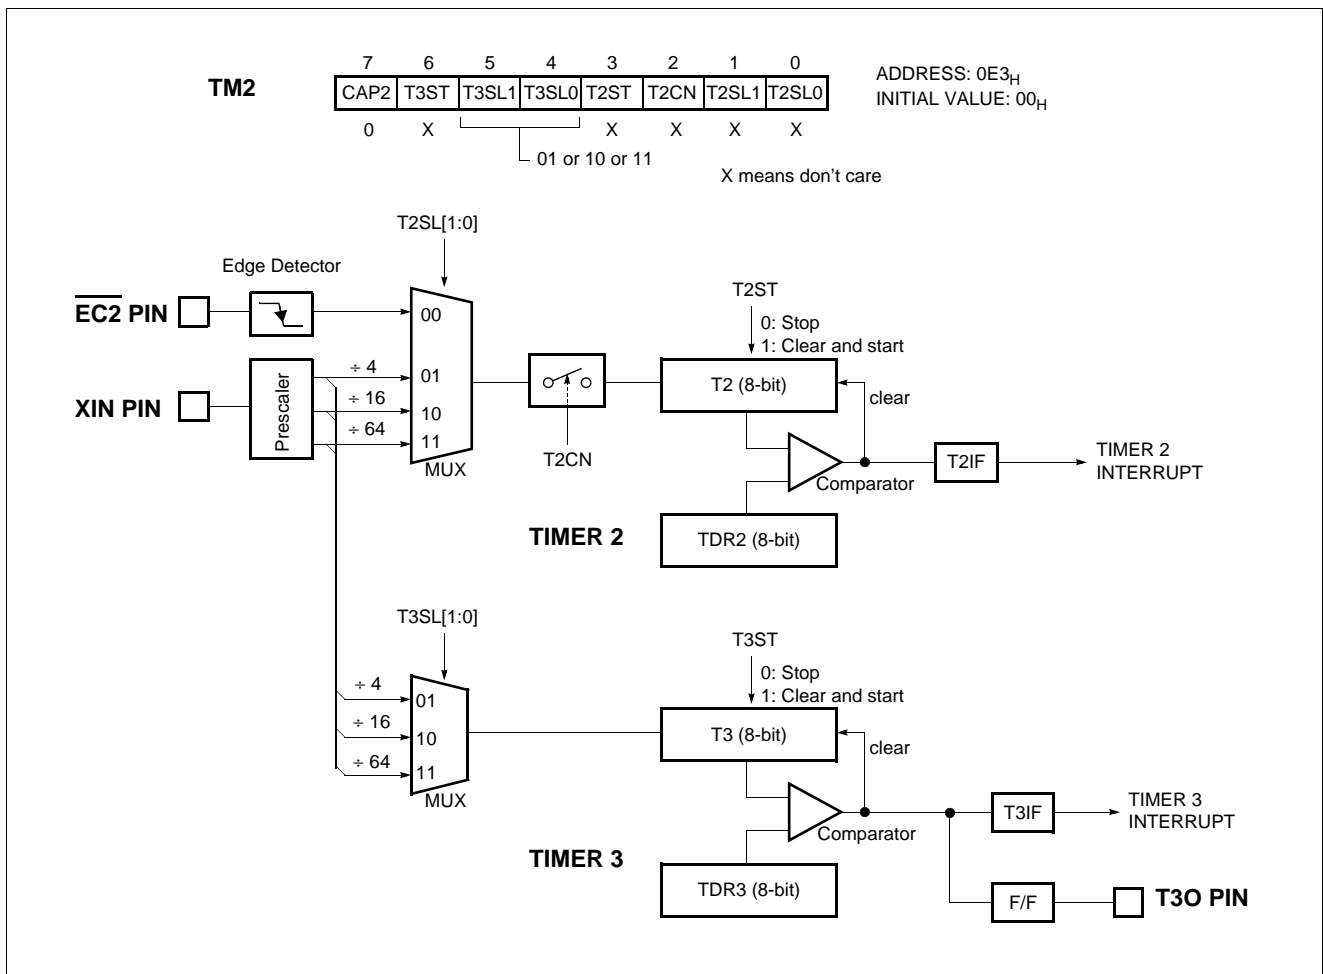 7 6 5 4 3 2 1 0
TM2
CAP2 T3ST T3SL1 T3SL0 T2ST T2CN T2SL1 T2SL0
ADDRESS: 0E3H
INITIAL VALUE: 00H
0 X X X X X
01 or 10 or 11
X means don't care
T2SL[1:0]
Edge Detector
EC2 PIN
00
T2ST
0: Stop
1: Clear and start
XIN PIN
Prescaler
÷ 4
÷ 16
÷ 64
01
10
11
MUX
T2CN
T2 (8-bit)
clear
Comparator
T2IF
TIMER 2
INTERRUPT
TIMER 2
TDR2 (8-bit)
T3SL[1:0]
÷ 4
÷ 16
÷ 64
01
10
11
MUX
T3ST
0: Stop
1: Clear and start
T3 (8-bit)
clear
Comparator
T3IF
TIMER 3
INTERRUPT
TIMER 3
TDR3 (8-bit)
F/F
T3O PIN